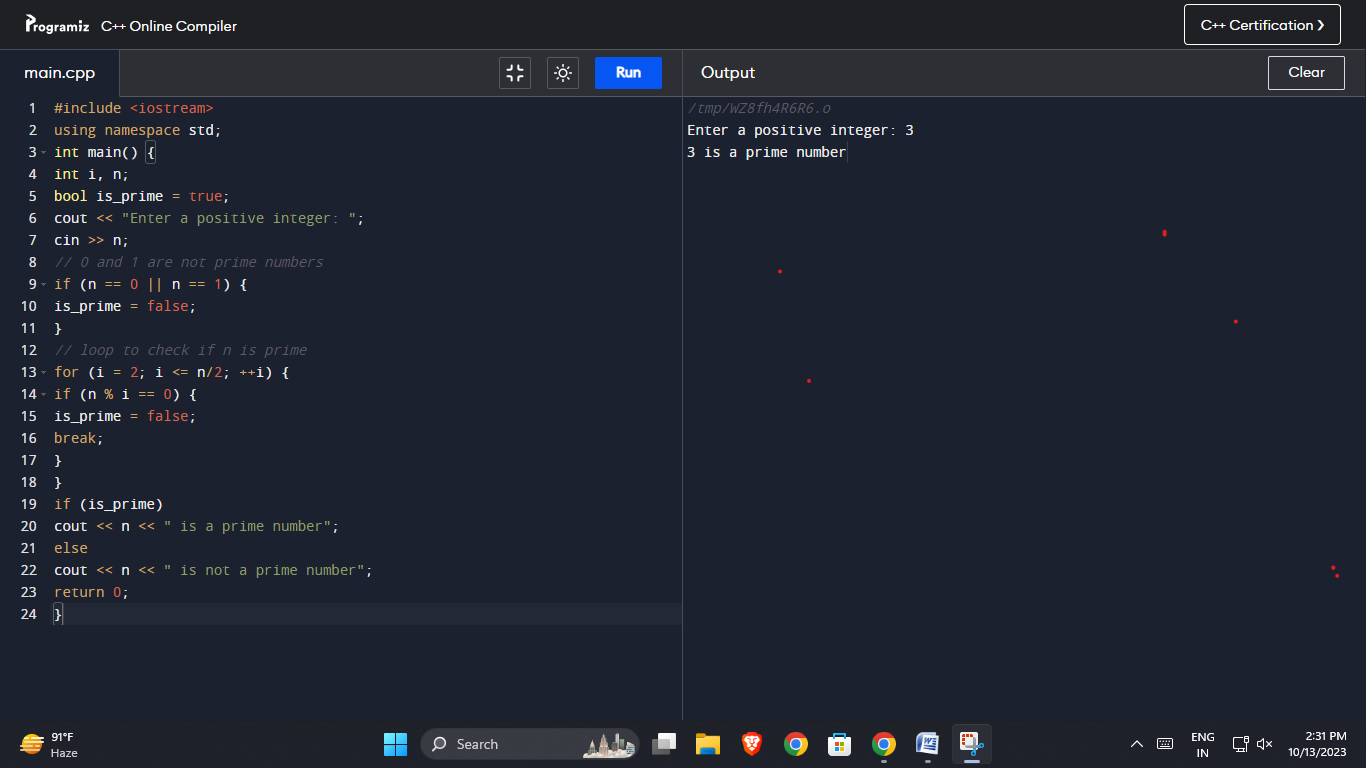 Programiz C++ Online Compiler
C++ Certification ❯
main.cpp
Run
Output
Clear
1 #include <iostream>
2 using namespace std;
3 int main() {
4 int i, n;
5 bool is_prime = true;
6 cout << "Enter a positive integer: ";
7 cin >> n;
8 // 0 and 1 are not prime numbers
9 if (n == 0 || n == 1) {
10 is_prime = false;
11 }
12 // loop to check if n is prime
13 for (i = 2; i <= n/2; ++i) {
14 if (n % i == 0) {
15 is_prime = false;
16 break;
17 }
18 }
19 if (is_prime)
20 cout << n << " is a prime number";
21 else
22 cout << n << " is not a prime number";
23 return 0;
24 }
/tmp/WZ8fh4R6R6.o
Enter a positive integer: 3
3 is a prime number
91°F
Haze
Search
ENG
IN
2:31 PM
10/13/2023